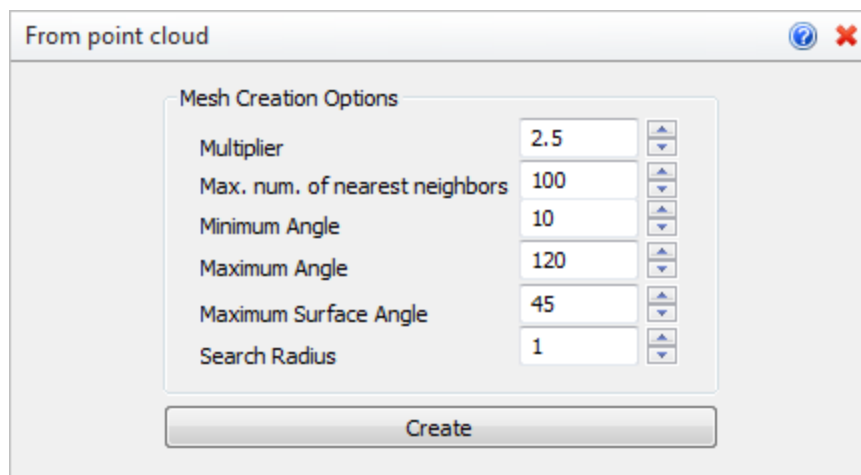 From point cloud
Mesh Creation Options
Multiplier 2.5
Max. num. of nearest neighbors 100
Minimum Angle 10
Maximum Angle 120
Maximum Surface Angle 45
Search Radius 1
Create